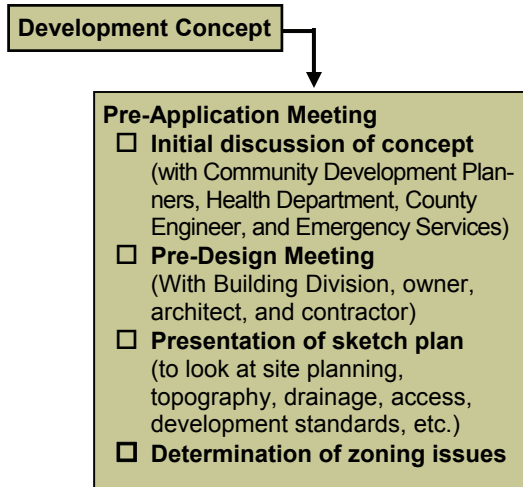 Development Concept
Pre-Application Meeting
Initial discussion of concept
(with Community Development Plan-
ners, Health Department, County
Engineer, and Emergency Services)
Pre-Design Meeting
(With Building Division, owner,
architect, and contractor)
Presentation of sketch plan
(to look at site planning,
topography, drainage, access,
development standards, etc.)
Determination of zoning issues